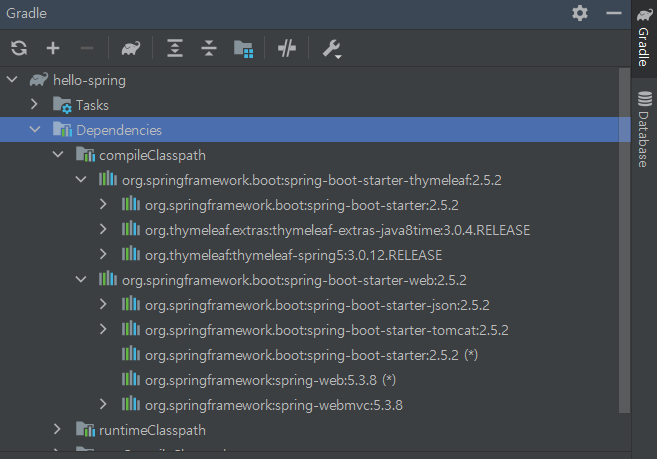 Gradle
hello-spring
Tasks
Dependencies
compileClasspath
org.springframework.boot:spring-boot-starter-thymeleaf:2.5.2
org.springframework.boot:spring-boot-starter:2.5.2
org.thymeleaf.extras:thymeleaf-extras-java8time:3.0.4.RELEASE
org.thymeleaf:thymeleaf-spring5:3.0.12.RELEASE
org.springframework.boot:spring-boot-starter-web:2.5.2
org.springframework.boot:spring-boot-starter-json:2.5.2
org.springframework.boot:spring-boot-starter-tomcat:2.5.2
org.springframework.boot:spring-boot-starter:2.5.2 (*)
org.springframework:spring-web:5.3.8 (*)
org.springframework:spring-webmvc:5.3.8
runtimeClasspath
Gradle
Database